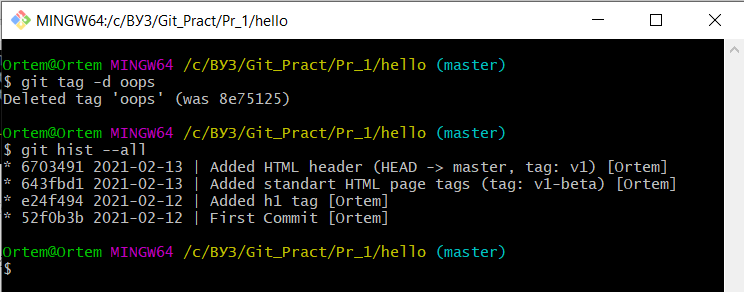 MINGW64:/c/ВУЗ/Git_Pract/Pr_1/hello
Ortem@Ortem MINGW64 /c/ВУЗ/Git_Pract/Pr_1/hello (master)
$ git tag -d oops
Deleted tag 'oops' (was 8e75125)
Ortem@Ortem MINGW64 /c/ВУЗ/Git_Pract/Pr_1/hello (master)
$ git hist --all
* 6703491 2021-02-13 | Added HTML header (HEAD -> master, tag: v1) [Ortem]
* 643fbd1 2021-02-13 | Added standart HTML page tags (tag: v1-beta) [Ortem]
* e24f494 2021-02-12 | Added h1 tag [Ortem]
* 52f0b3b 2021-02-12 | First Commit [Ortem]
Ortem@Ortem MINGW64 /c/ВУЗ/Git_Pract/Pr_1/hello (master)
$